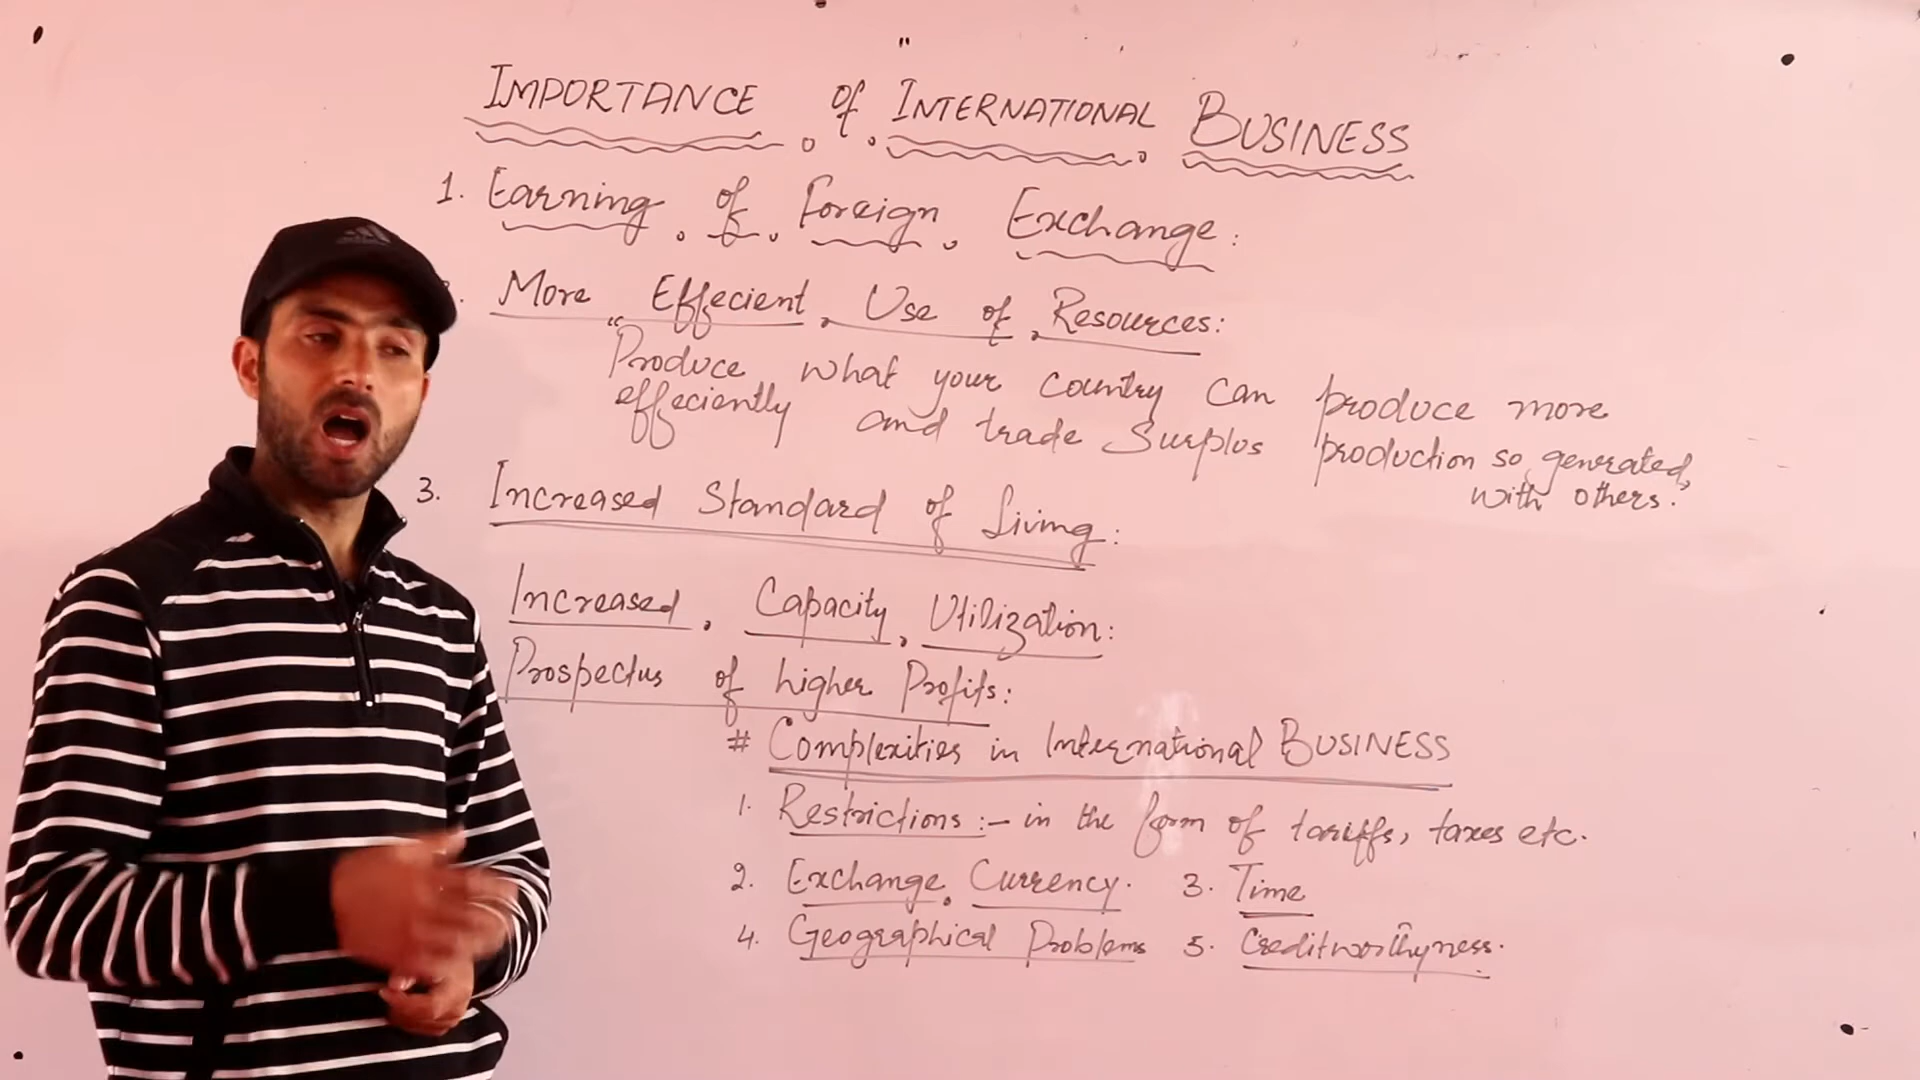 IMPORTANCE of INTERNATIONAL BUSINESS
1. Earning of Foreign Exchange:
. More Effecient Use of Resources:
"Produce what your country can produce more
effeciently and trade Surplus production so generated,
with others."
3. Increased Standard of Living:
Increased Capacity Utilization:
Prospectus of higher Profits:
# Complexities in International BUSINESS
1. Restrictions :- in the form of tariffs, taxes etc.
2. Exchange Currency. 3. Time
4. Geographical Problems 5. Creditworthyness.